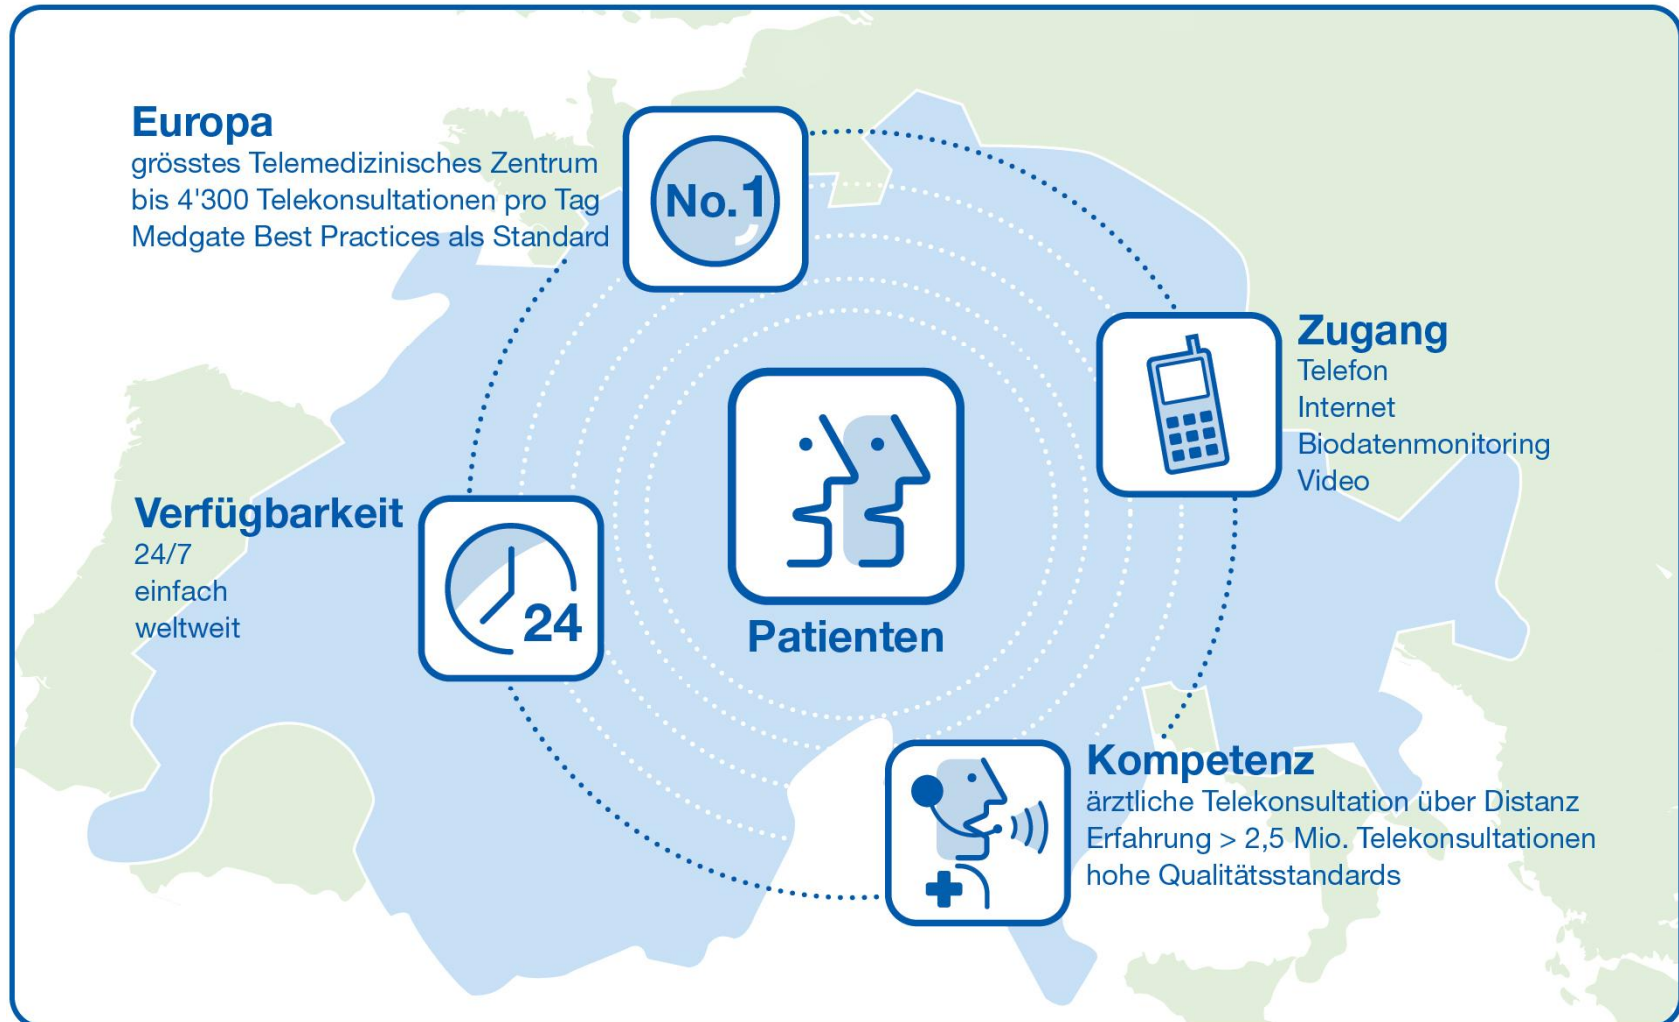 Europa
grösstes Telemedizinisches Zentrum
bis 4'300 Telekonsultationen pro Tag
Medgate Best Practices als Standard
No.1
Zugang
Telefon
Internet
Biodatenmonitoring
Video
Verfügbarkeit
24/7
einfach
weltweit
24
Patienten
Kompetenz
ärztliche Telekonsultation über Distanz
Erfahrung > 2,5 Mio. Telekonsultationen
hohe Qualitätsstandards